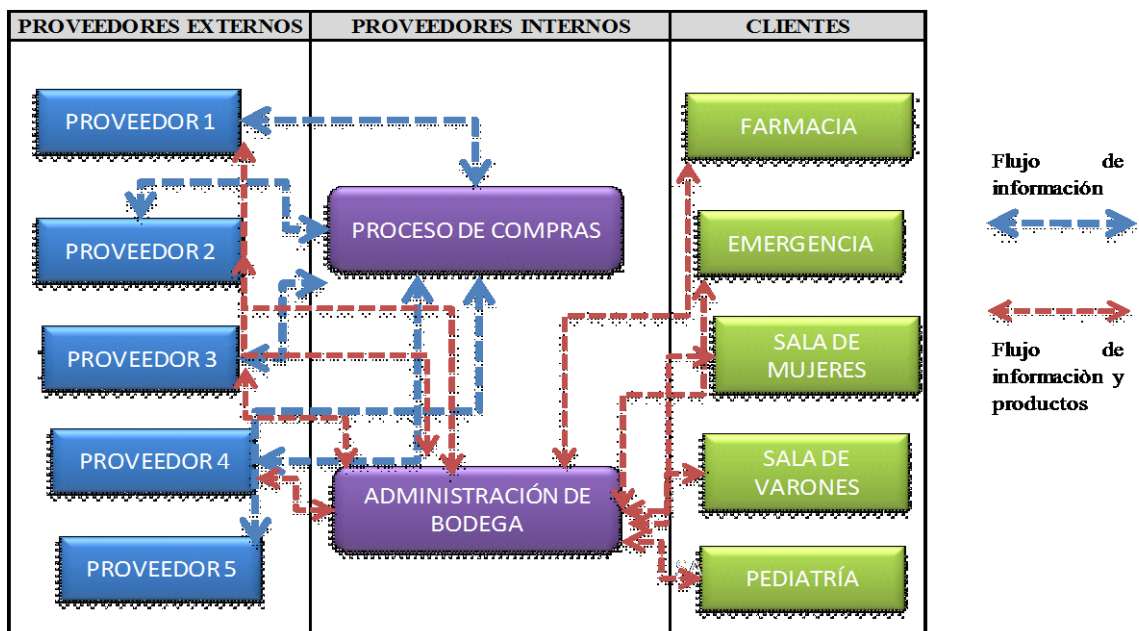 PROVEEDORES EXTERNOS
PROVEEDORES INTERNOS
CLIENTES
PROVEEDOR 1
PROVEEDOR 2
PROVEEDOR 3
PROVEEDOR 4
PROVEEDOR 5
PROCESO DE COMPRAS
ADMINISTRACIÓN DE
BODEGA
FARMACIA
EMERGENCIA
SALA DE
MUJERES
SALA DE
VARONES
PEDIATRÍA
Flujo de
información
Flujo de
informaciòn y
productos